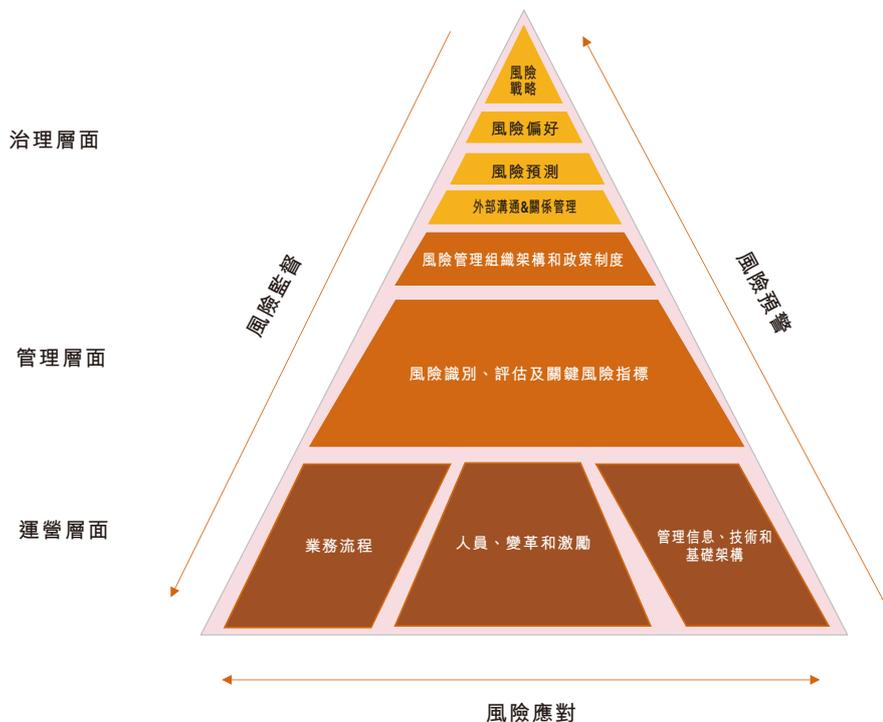 風險
戰略
治理層面
風險偏好
風險預測
外部溝通&關係管理
風險管理組織架構和政策制度
風險監督
風險預警
管理層面
風險識別、評估及關鍵風險指標
運營層面
業務流程
人員、變革和激勵
管理信息、技術和
基礎架構
風險應對